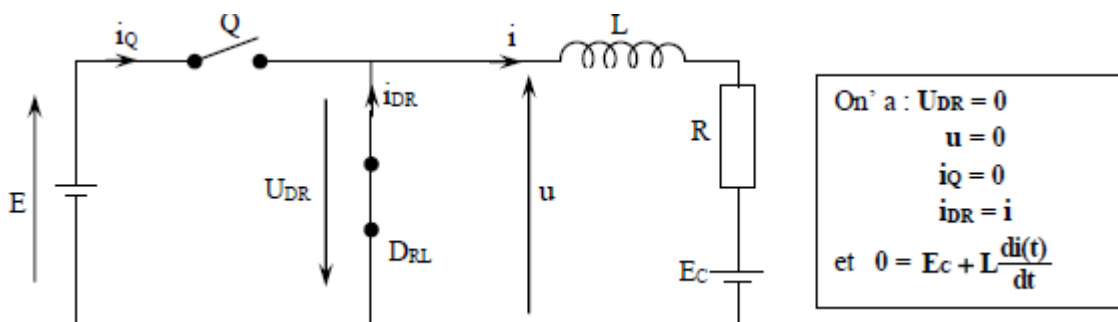 Q
L
iQ
i
iDR
R
E
UDR
u
DRL
EC
On' a : UDR = 0
u = 0
iQ = 0
iDR = i
et 0 = EC + L di(t)/dt